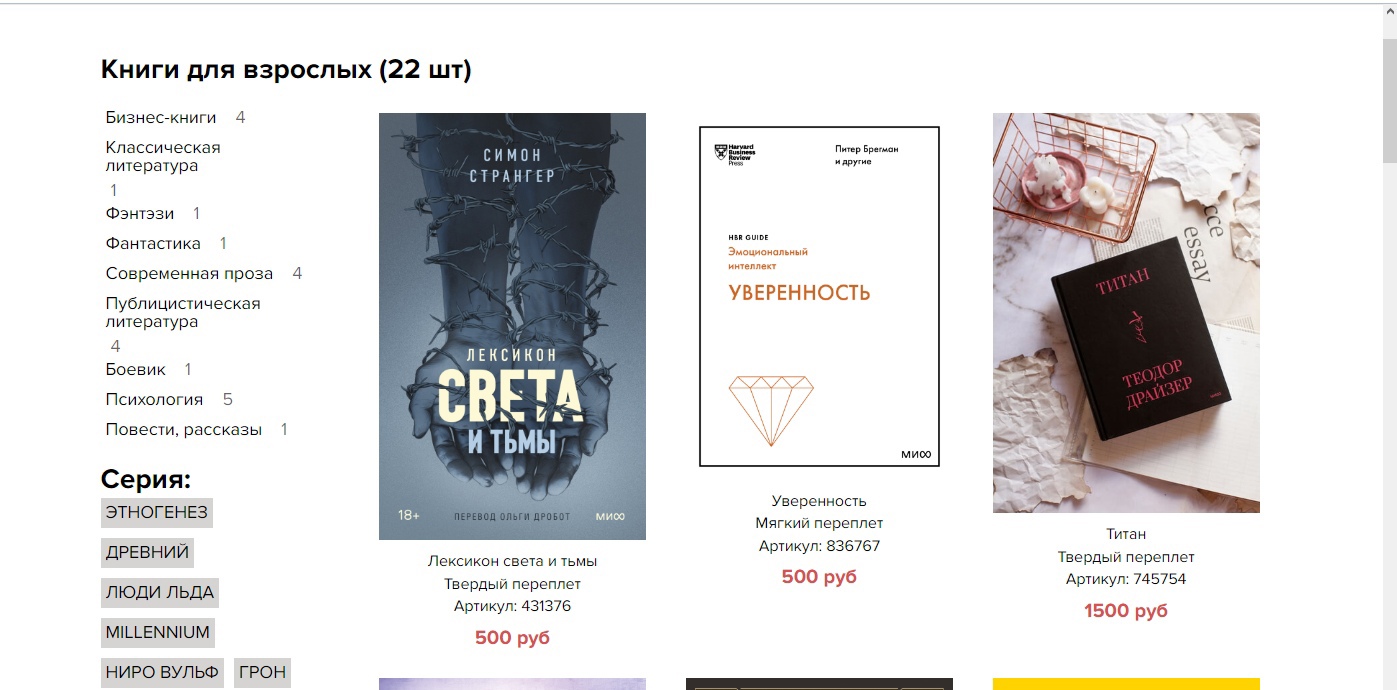 Книги для взрослых (22 шт)
Бизнес-книги 4
Классическая
литература
1
Фэнтэзи 1
Фантастика 1
Современная проза 4
Публицистическая
литература
4
Боевик 1
Психология 5
Повести, рассказы 1
Серия:
ЭТНОГЕНЕЗ
ДРЕВНИЙ
ЛЮДИ ЛЬДА
MILLENNIUM
НИРО ВУЛЬФ ГРОН
СИМОН
СТРАНГЕР
ЛЕКСИКОН
СВЕТА
И ТЬМЫ
18+ ПЕРЕВОД ОЛЬГИ ДРОБОТ миф
Лексикон света и тьмы
Твердый переплет
Артикул: 431376
500 руб
Harvard
Business
Review
Press
Питер Брегман
и другие
HBR GUIDE
Эмоциональный
интеллект
УВЕРЕННОСТЬ
миф
Уверенность
Мягкий переплет
Артикул: 836767
500 руб
essay
ТИТАН
ТЕОДОР
ДРАЙЗЕР
Титан
Твердый переплет
Артикул: 745754
1500 руб